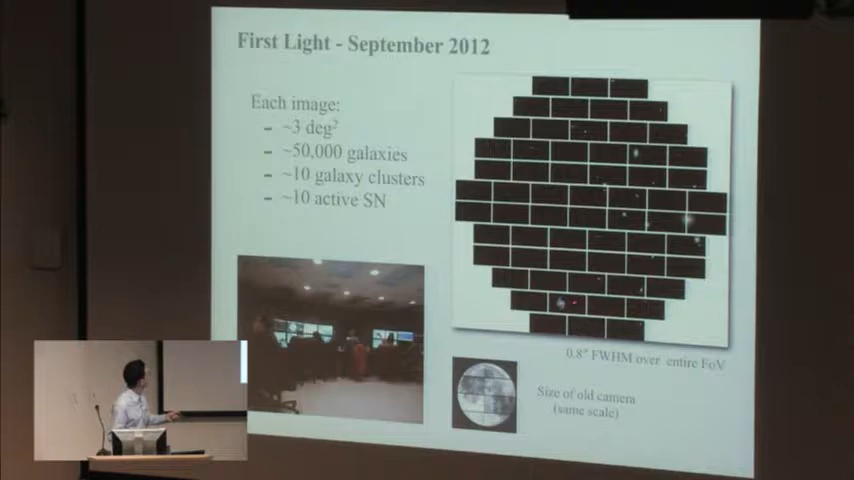 First Light - September 2012
Each image:
- ~3 deg²
- ~50,000 galaxies
- ~10 galaxy clusters
- ~10 active SN
0.8" FWHM over entire FoV
Size of old camera
(same scale)